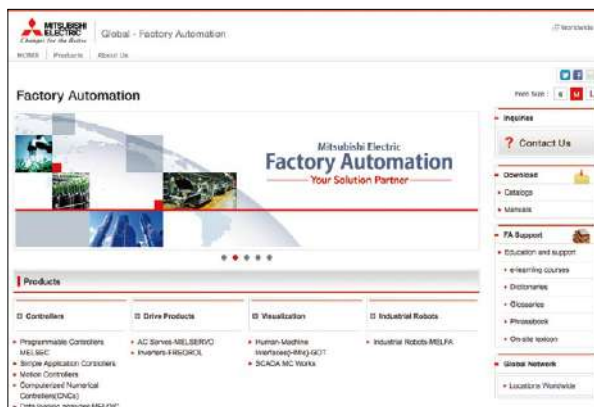 MITSUBISHI
ELECTRIC
Changes for the Better
Global - Factory Automation
Worldwide
HOME
Products
About Us
Font Size :
S
M
L
Factory Automation
Mitsubishi Electric
Factory Automation
Your Solution Partner
Inquiries
? Contact Us
Download
Catalogs
Manuals
FA Support
Education and support
e-learning courses
Dictionaries
Glossaries
Phrasebook
On-site lexicon
Global Network
Locations Worldwide
Products
Controllers
Programmable Controllers
MELSEC
Simple Application Controllers
Motion Controllers
Computerized Numerical
Controllers(CNCs)
Drive Products
AC Servos-MELSERVO
Inverters-FREQROL
Visualization
Human-Machine
Interfaces(HMIs)-GOT
SCADA MC Works
Industrial Robots
Industrial Robots-MELFA